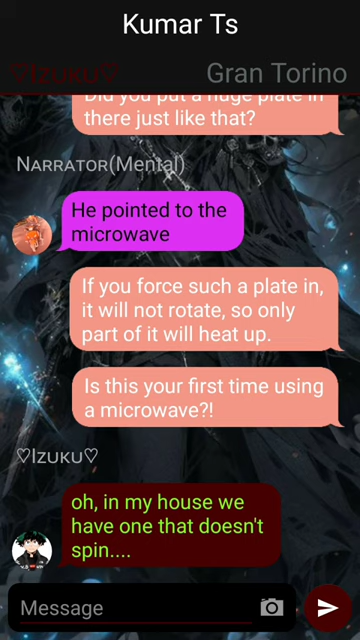 Kumar Ts
♡Izuku♡
Gran Torino
Did you put a huge plate in
there just like that?
Narrator(Mental)
He pointed to the
microwave
If you force such a plate in,
it will not rotate, so only
part of it will heat up.
Is this your first time using
a microwave?!
♡Izuku♡
oh, in my house we
have one that doesn't
spin....
Message